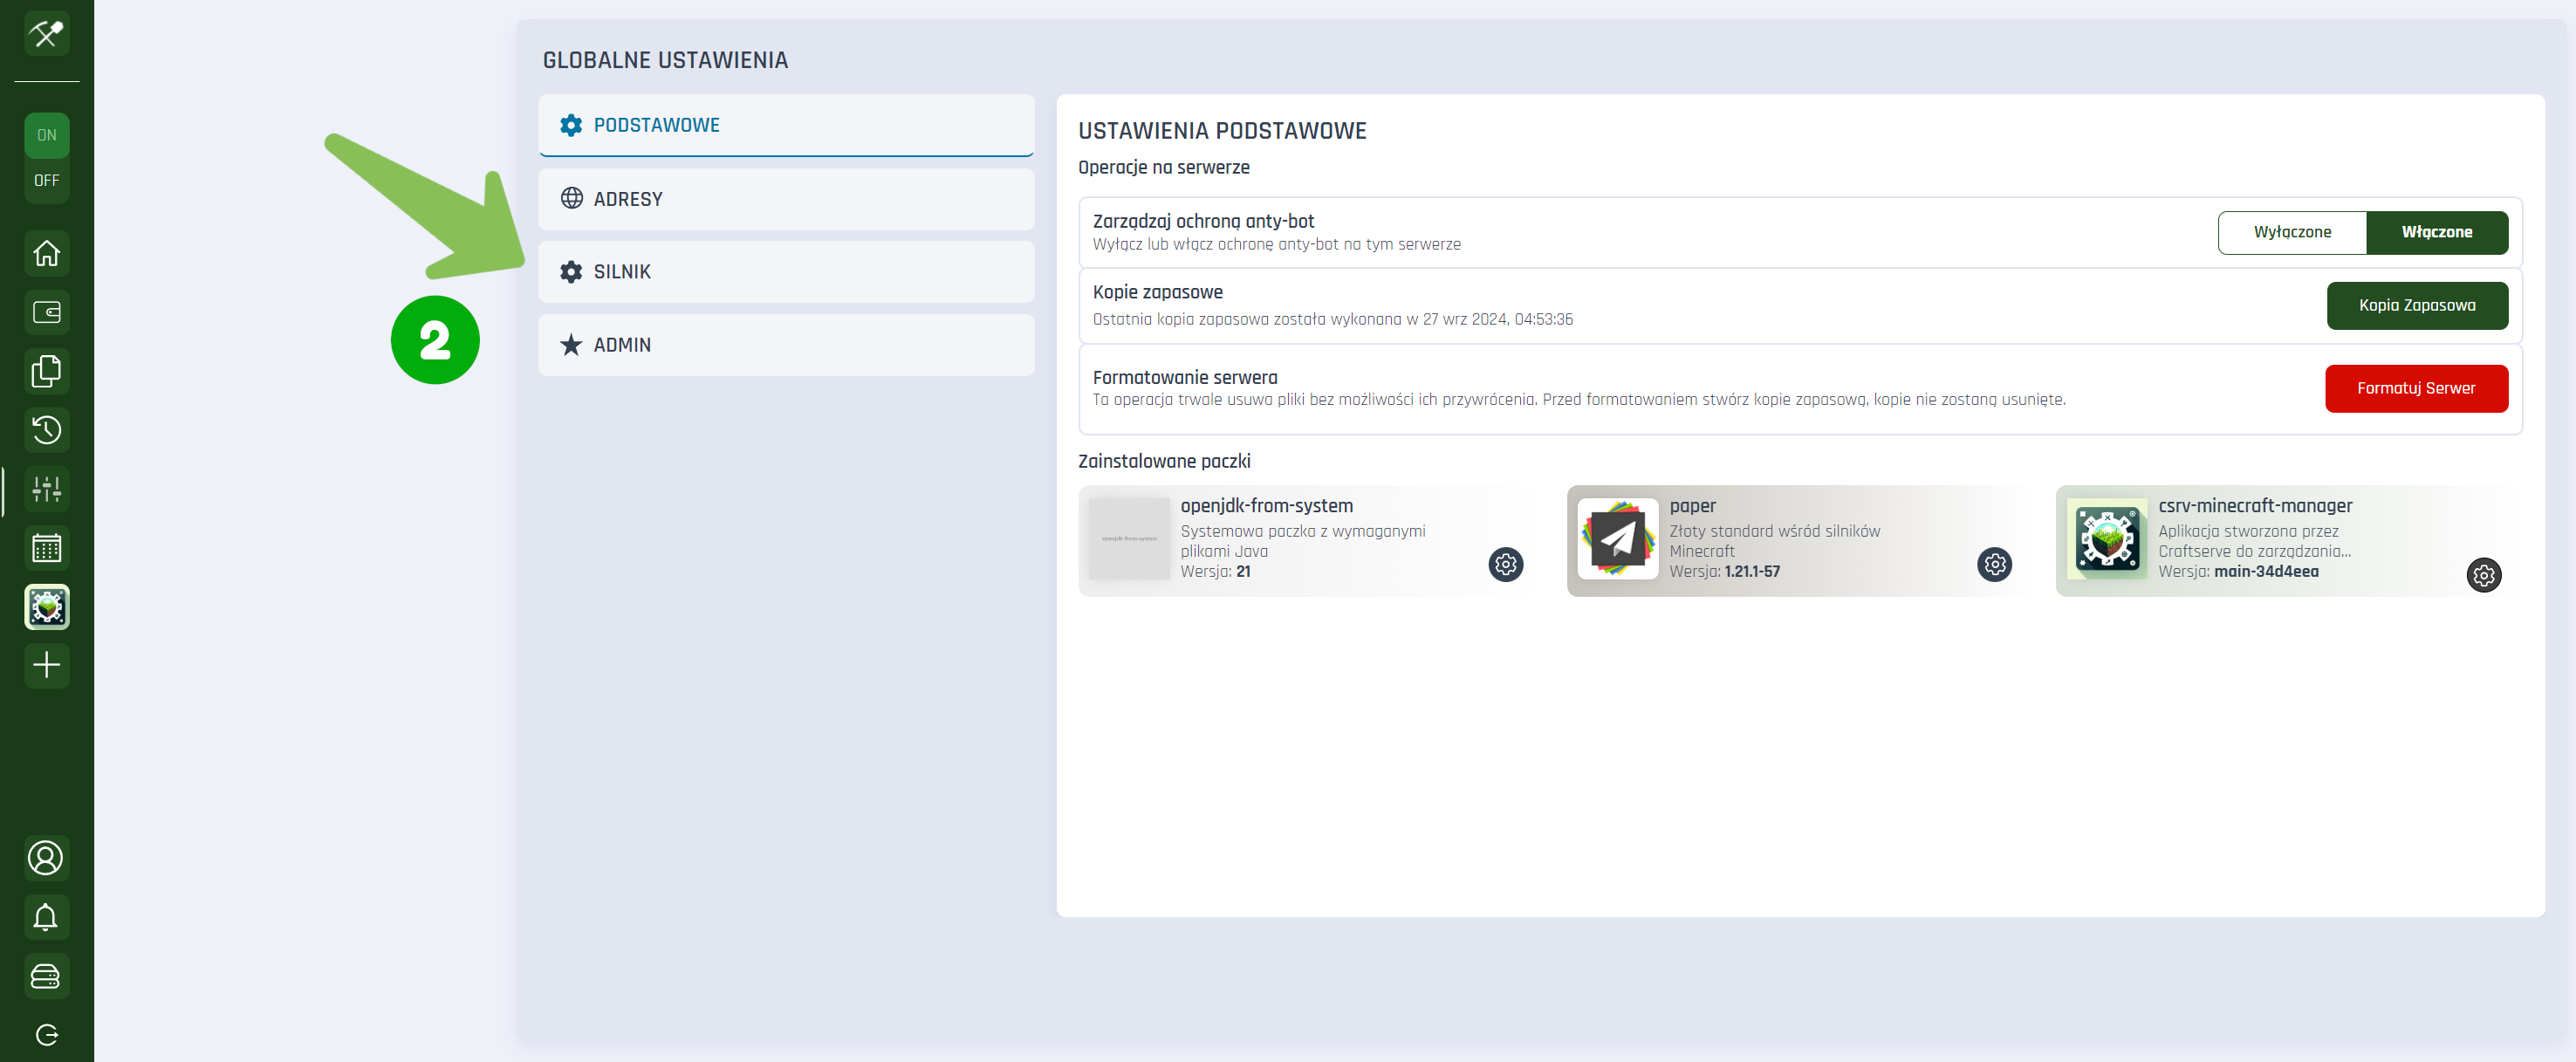 ON
OFF
GLOBALNE USTAWIENIA
PODSTAWOWE
ADRESY
SILNIK
ADMIN
2
USTAWIENIA PODSTAWOWE
Operacje na serwerze
Zarządzaj ochroną anty-bot
Wyłącz lub włącz ochronę anty-bot na tym serwerze
Wyłączone
Włączone
Kopie zapasowe
Ostatnia kopia zapasowa została wykonana w 27 wrz 2024, 04:53:36
Kopia Zapasowa
Formatowanie serwera
Ta operacja trwale usuwa pliki bez możliwości ich przywrócenia. Przed formatowaniem stwórz kopie zapasową, kopie nie zostaną usunięte.
Formatuj Serwer
Zainstalowane paczki
openjdk-from-system
openjdk-from-system
Systemowa paczka z wymaganymi
plikami Java
Wersja: 21
paper
Złoty standard wśród silników
Minecraft
Wersja: 1.21.1-57
csrv-minecraft-manager
Aplikacja stworzona przez
Craftserve do zarządzania...
Wersja: main-34d4eea